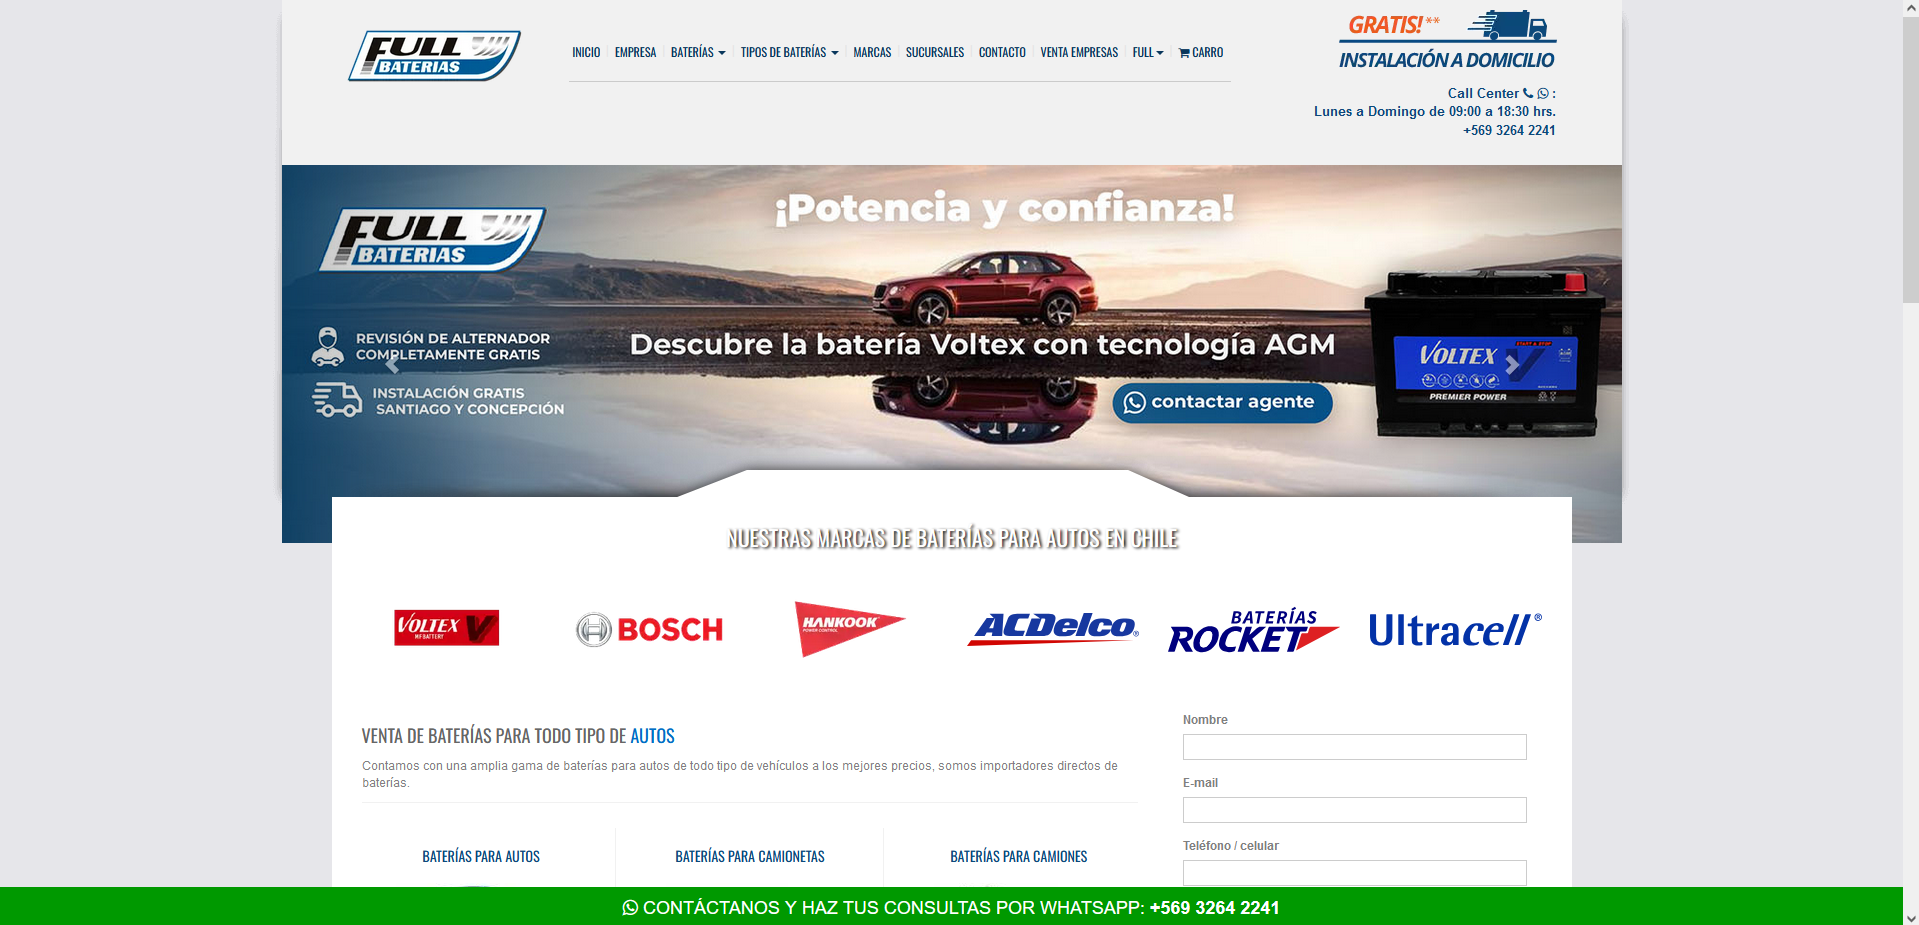 FULL
BATERIAS
INICIO
EMPRESA
BATERÍAS
TIPOS DE BATERÍAS
MARCAS
SUCURSALES
CONTACTO
VENTA EMPRESAS
FULL
CARRO
GRATIS!**
INSTALACIÓN A DOMICILIO
Call Center :
Lunes a Domingo de 09:00 a 18:30 hrs.
+569 3264 2241
¡Potencia y confianza!
FULL
BATERIAS
REVISIÓN DE ALTERNADOR
COMPLETAMENTE GRATIS
INSTALACIÓN GRATIS
SANTIAGO Y CONCEPCIÓN
Descubre la batería Voltex con tecnología AGM
contactar agente
START & STOP
VOLTEX
AGM
PREMIER POWER
NUESTRAS MARCAS DE BATERÍAS PARA AUTOS EN CHILE
VOLTEX
MF BATTERY
BOSCH
HANKOOK
POWER CONTROL
ACDelco®
BATERÍAS
ROCKET
Ultracell®
VENTA DE BATERÍAS PARA TODO TIPO DE AUTOS
Contamos con una amplia gama de baterías para autos de todo tipo de vehículos a los mejores precios, somos importadores directos de
baterías.
BATERÍAS PARA AUTOS
BATERÍAS PARA CAMIONETAS
BATERÍAS PARA CAMIONES
Nombre
E-mail
Teléfono / celular
CONTÁCTANOS Y HAZ TUS CONSULTAS POR WHATSAPP: +569 3264 2241